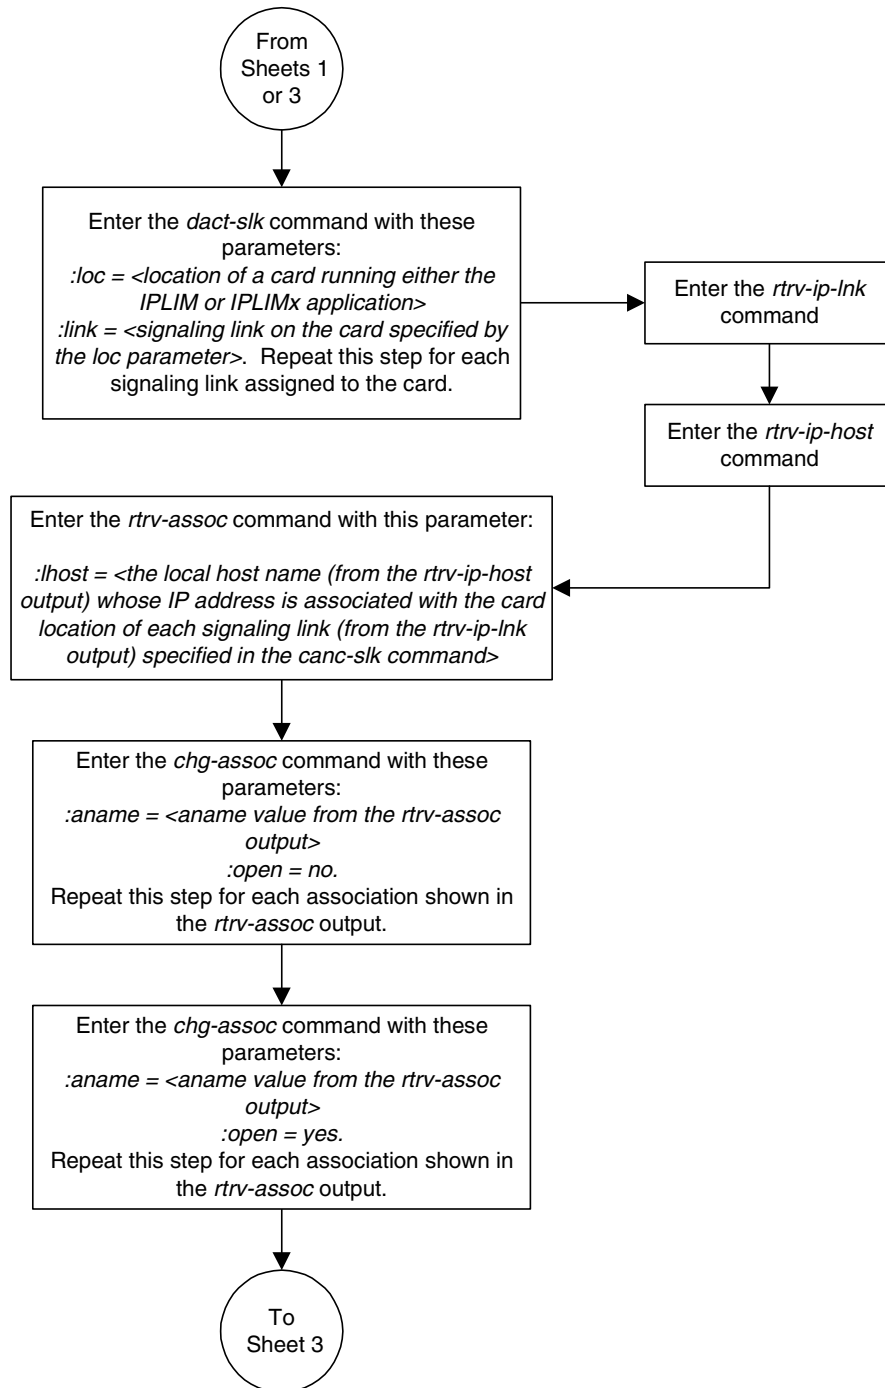 From
Sheets 1
or 3
Enter the dact-slk command with these
parameters:
:loc = <location of a card running either the
IPLIM or IPLIMx application>
:link = <signaling link on the card specified by
the loc parameter>.  Repeat this step for each
signaling link assigned to the card.
Enter the rtrv-ip-lnk
command
Enter the rtrv-ip-host
command
Enter the rtrv-assoc command with this parameter:
:lhost = <the local host name (from the rtrv-ip-host
output) whose IP address is associated with the card
location of each signaling link (from the rtrv-ip-lnk
output) specified in the canc-slk command>
Enter the chg-assoc command with these
parameters:
:aname = <aname value from the rtrv-assoc
output>
:open = no.
Repeat this step for each association shown in
the rtrv-assoc output.
Enter the chg-assoc command with these
parameters:
:aname = <aname value from the rtrv-assoc
output>
:open = yes.
Repeat this step for each association shown in
the rtrv-assoc output.
To
Sheet 3